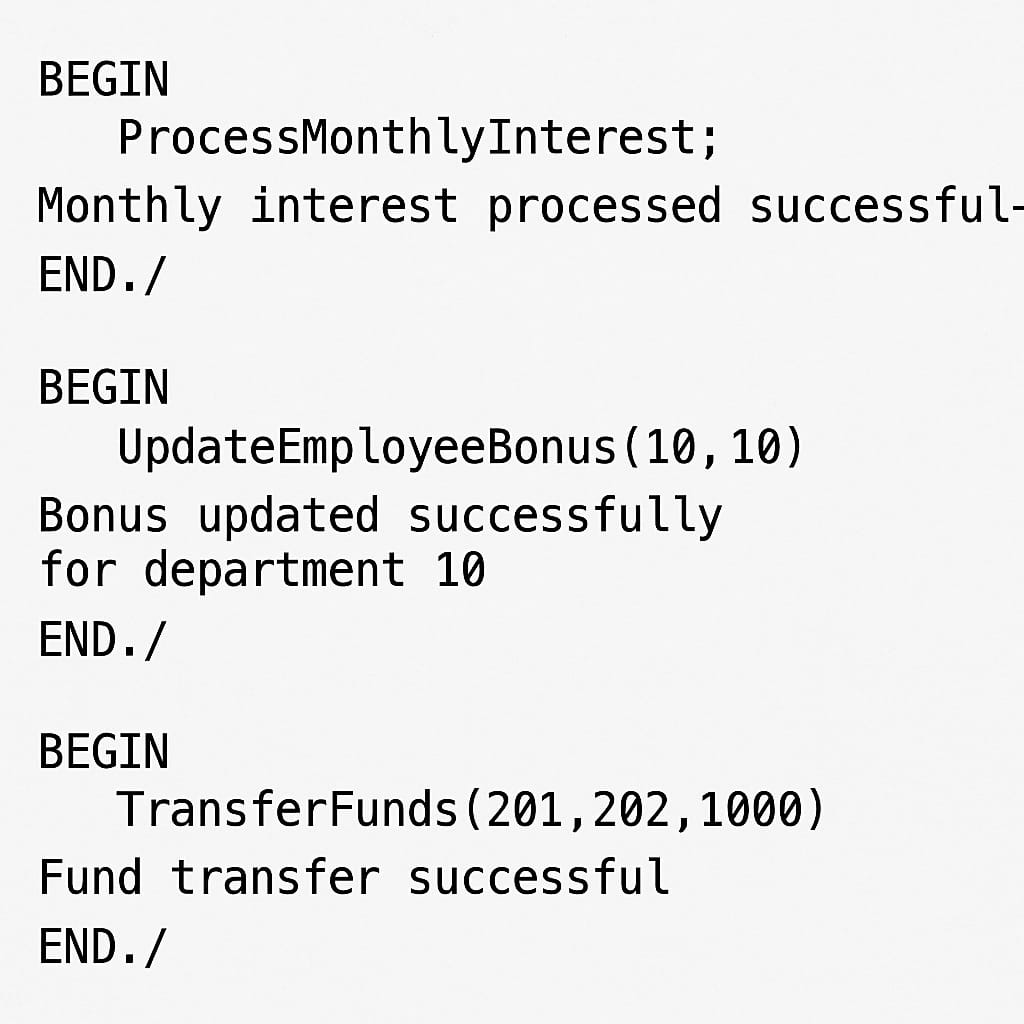 BEGIN
ProcessMonthlyInterest;
Monthly interest processed successful-
END./
BEGIN
UpdateEmployeeBonus(10,10)
Bonus updated successfully
for department 10
END./
BEGIN
TransferFunds(201,202,1000)
Fund transfer successful
END./